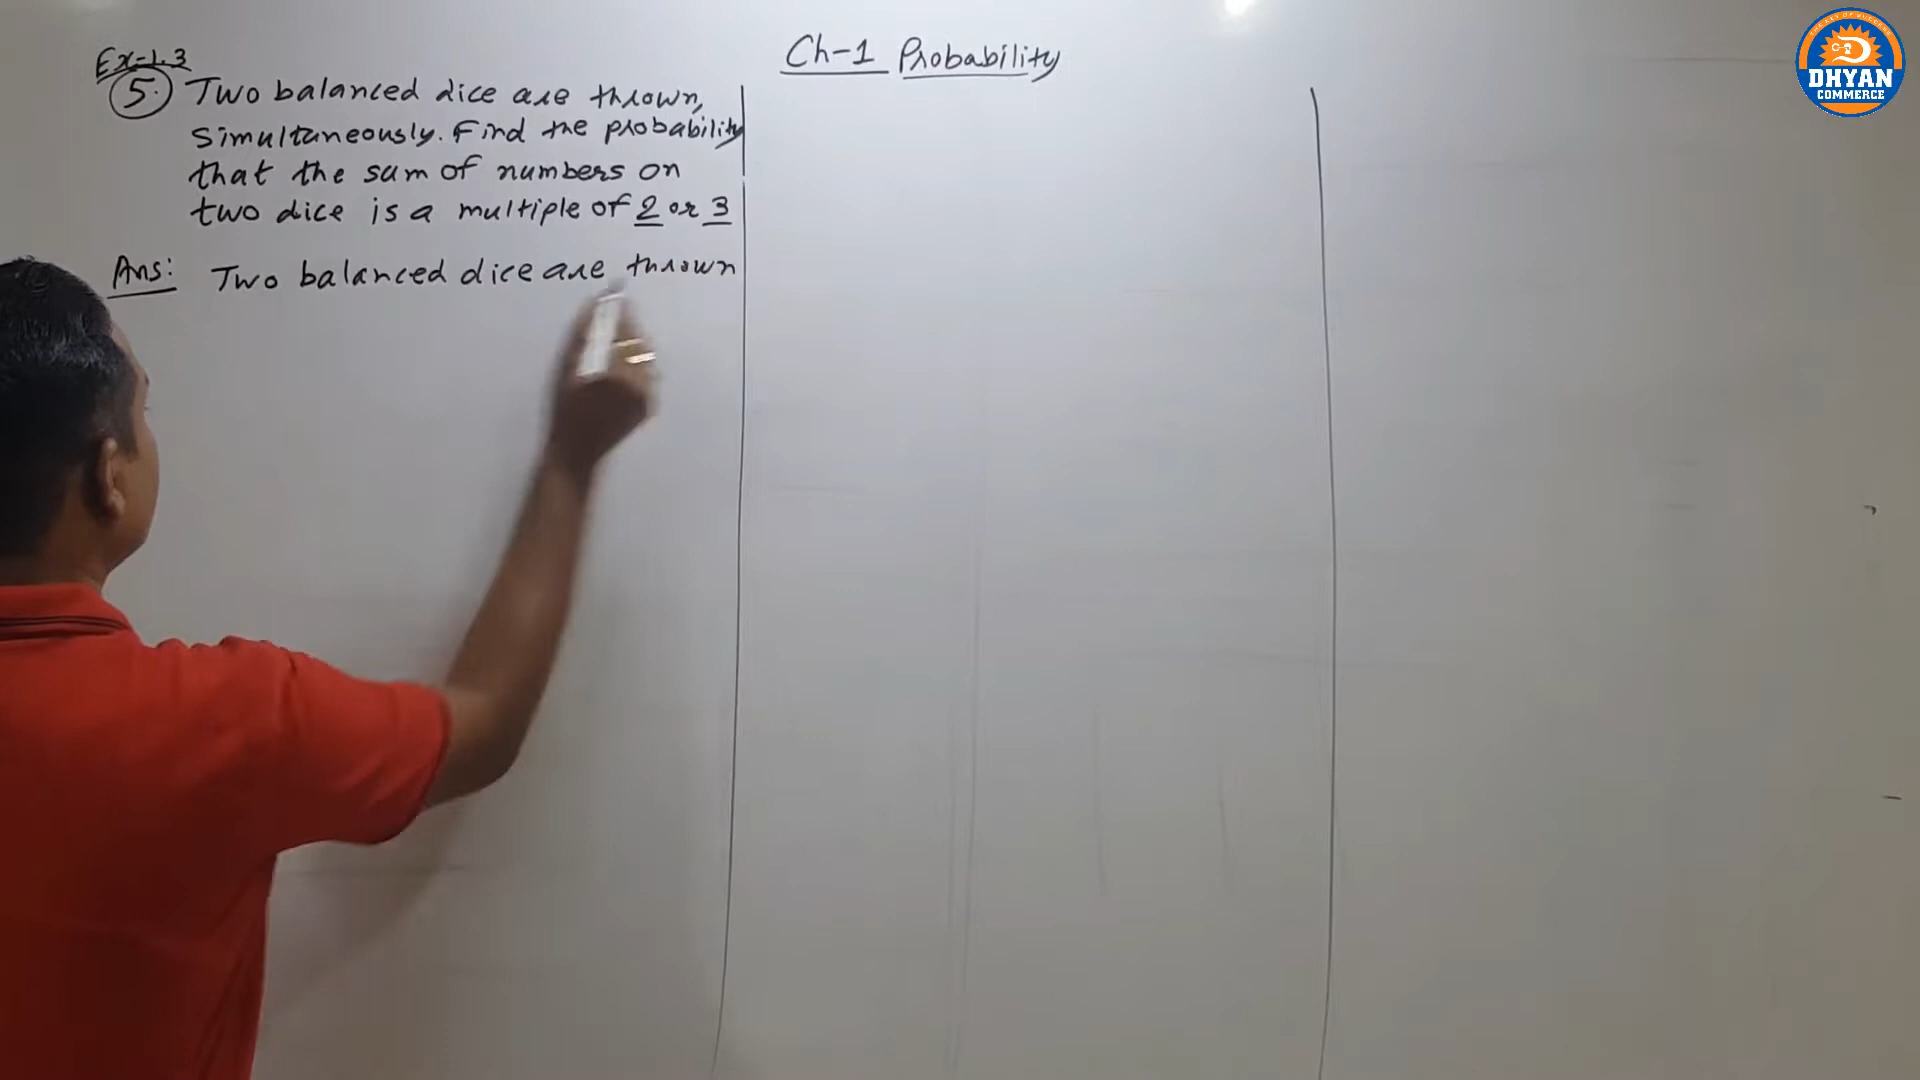 Ch-1 Probability
Ex-1.3
5. Two balanced dice are thrown,
simultaneously. Find the probability
that the sum of numbers on
two dice is a multiple of 2 or 3
Ans: Two balanced dice are thrown
DHYAN
COMMERCE